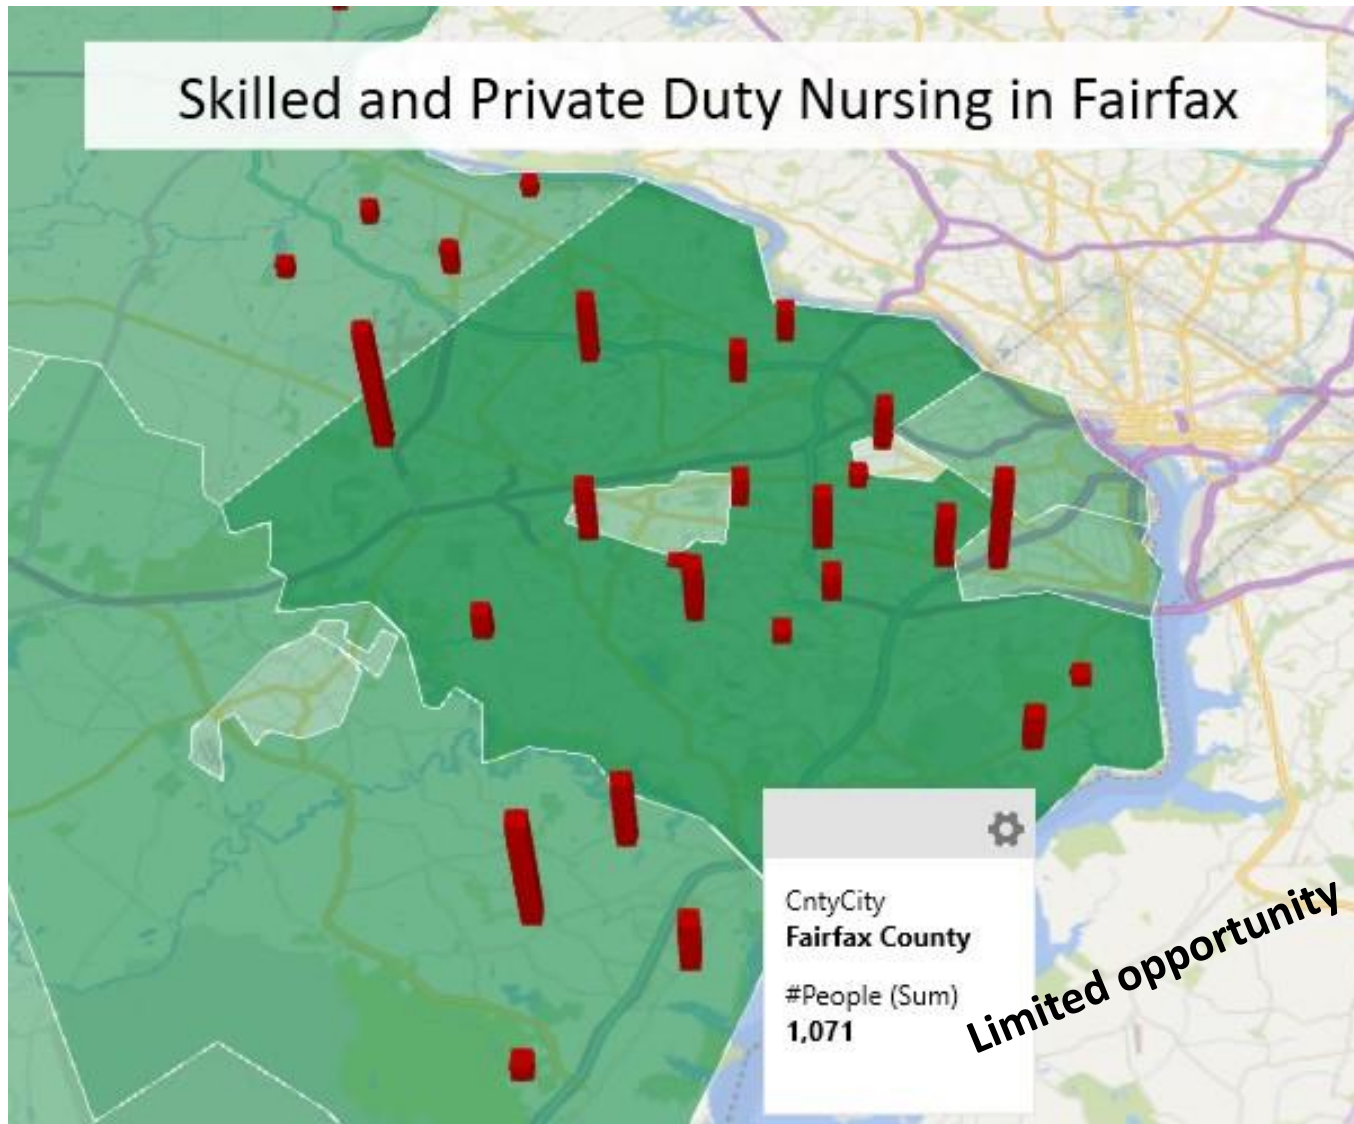 Skilled and Private Duty Nursing in Fairfax
CntyCity
Fairfax County
#People (Sum)
1,071
Limited opportunity